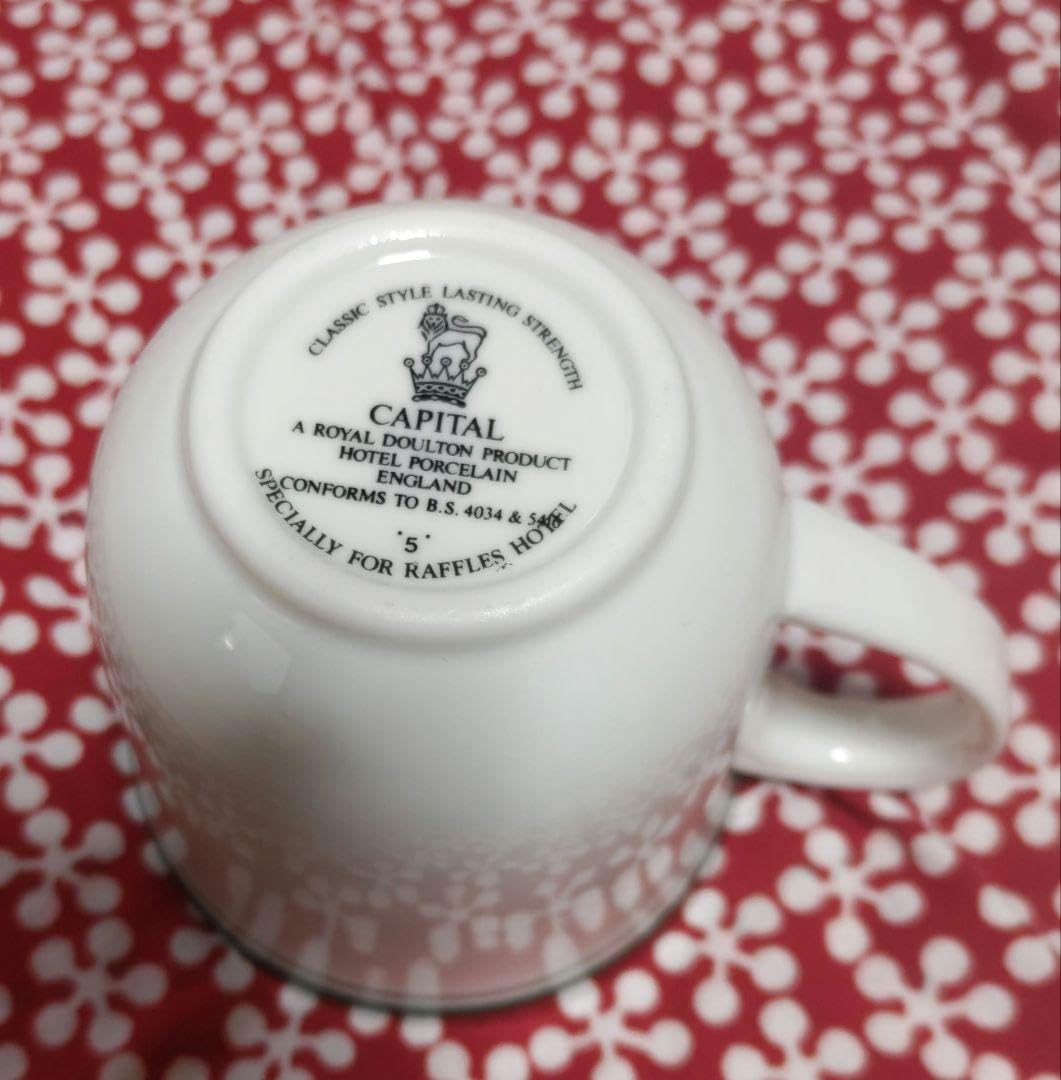 CLASSIC STYLE LASTING STRENGTH
CAPITAL
A ROYAL DOULTON PRODUCT
HOTEL PORCELAIN
ENGLAND
CONFORMS TO B.S. 4034 &
5
SPECIALLY FOR RAFFLES HOTEL